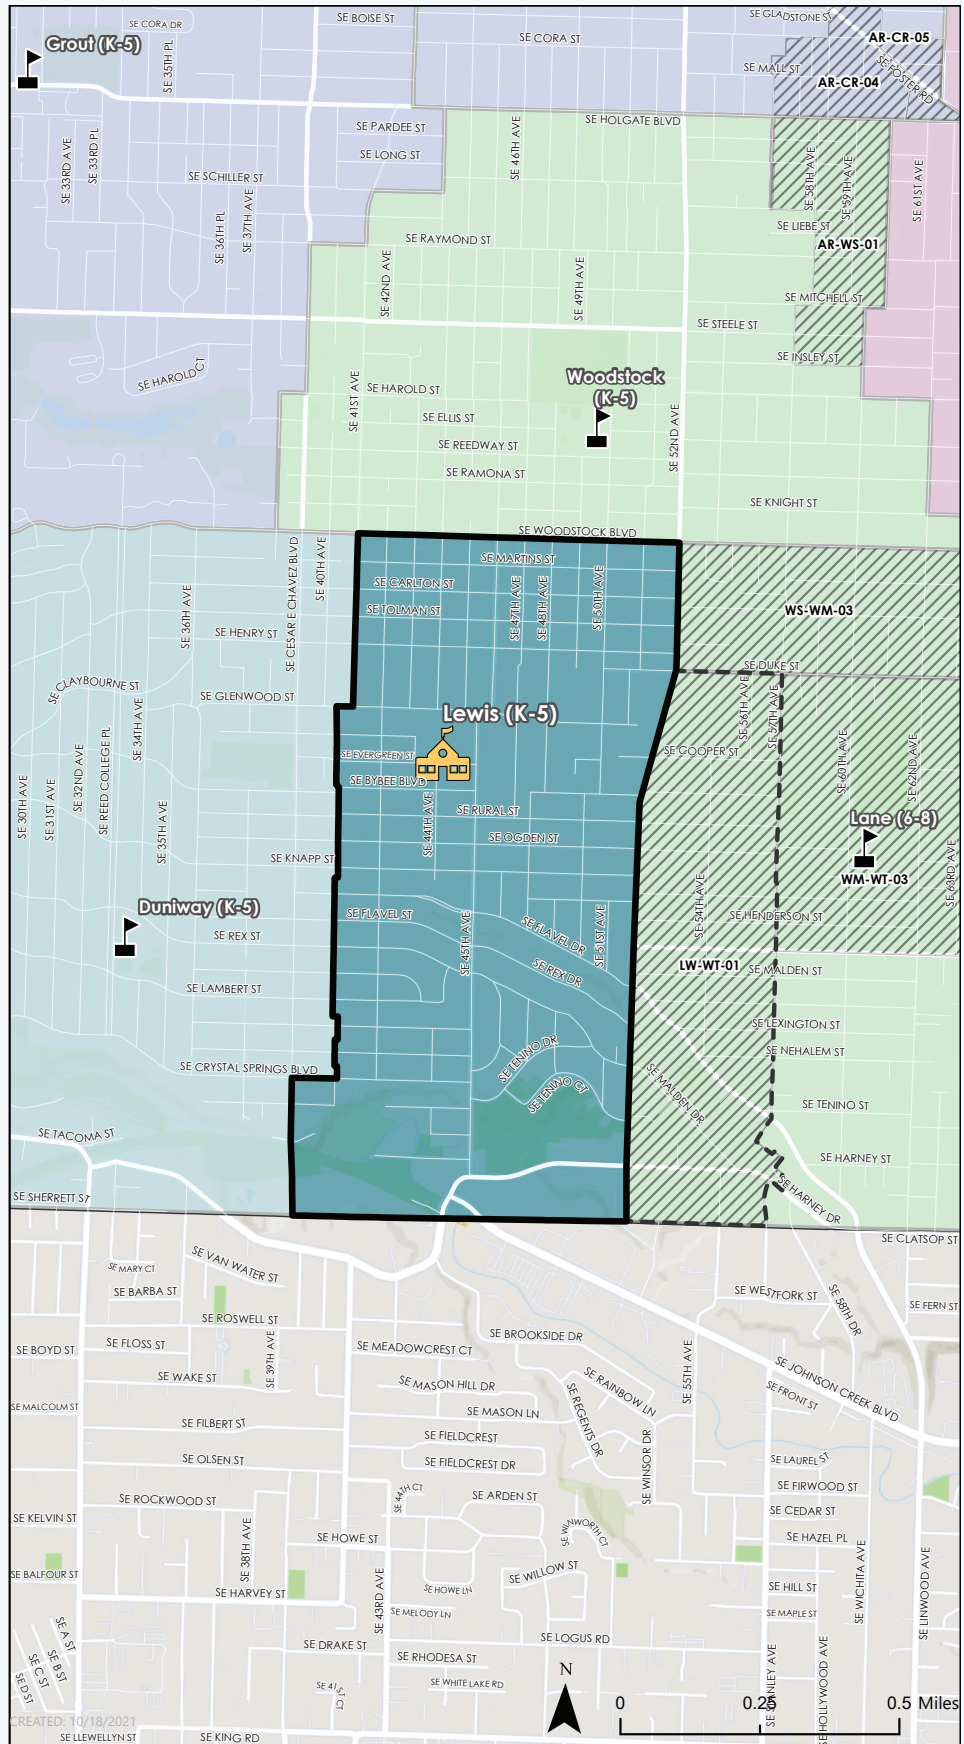 SE BOISE ST
SE GLADSTONE ST
SE CORA DR
SE CORA ST
AR-CR-05
Grout (K-5)
SE 35TH PL
SE MALL ST
SE FOSTER RD
AR-CR-04
SE HOLGATE BLVD
SE PARDEE ST
SE LONG ST
SE 46TH AVE
SE 33RD AVE
SE 33RD PL
SE SCHILLER ST
SE 58TH AVE
SE 59TH AVE
SE 61ST AVE
SE 36TH PL
SE 37TH AVE
SE LIEBE ST
SE RAYMOND ST
AR-WS-01
SE 42ND AVE
SE 49TH AVE
SE MITCHELL ST
SE STEELE ST
SE INSLEY ST
SE HAROLD CT
Woodstock
(K-5)
SE 41ST AVE
SE HAROLD ST
SE ELLIS ST
SE 52ND AVE
SE REEDWAY ST
SE RAMONA ST
SE KNIGHT ST
SE WOODSTOCK BLVD
SE CESAR E CHAVEZ BLVD
SE 40TH AVE
SE MARTINS ST
SE CARLTON ST
SE 47TH AVE
SE 48TH AVE
SE 50TH AVE
SE TOLMAN ST
WS-WM-03
SE 36TH AVE
SE HENRY ST
SE DUKE ST
SE CLAYBOURNE ST
SE GLENWOOD ST
SE 56TH AVE
SE 57TH AVE
Lewis (K-5)
SE 34TH AVE
SE REED COLLEGE PL
SE 32ND AVE
SE 31ST AVE
SE 30TH AVE
SE EVERGREEN ST
SE COOPER ST
SE 60TH AVE
SE 62ND AVE
SE BYBEE BLVD
SE 35TH AVE
SE 44TH AVE
SE RURAL ST
SE OGDEN ST
Lane (6-8)
SE KNAPP ST
WM-WT-03
SE 63RD AVE
Duniway (K-5)
SE FLAVEL ST
SE 45TH AVE
SE FLAVEL DR
SE 51ST AVE
SE 54TH AVE
SE HENDERSON ST
SE REX ST
SE REX DR
LW-WT-01
SE MALDEN ST
SE LAMBERT ST
SE LEXINGTON ST
SE TENINO DR
SE NEHALEM ST
SE CRYSTAL SPRINGS BLVD
SE TENINO CT
SE MALDEN DR
SE TENINO ST
SE TACOMA ST
SE HARNEY ST
SE SHERRETT ST
SE HARNEY DR
SE CLATSOP ST
SE VAN WATER ST
SE MARY CT
SE BARBA ST
SE WESTFORK ST
SE 58TH DR
SE FERN ST
SE ROSWELL ST
SE BROOKSIDE DR
SE FLOSS ST
SE BOYD ST
SE 39TH AVE
SE MEADOWCREST CT
SE 55TH AVE
SE JOHNSON CREEK BLVD
SE WAKE ST
SE MASON HILL DR
SE RAINBOW LN
SE FRONT ST
SE MALCOLM ST
SE MASON LN
SE REGENTS DR
SE FILBERT ST
SE FIELDCREST
SE WINSOR DR
SE OLSEN ST
SE FIELDCREST DR
SE LAUREL ST
SE FIRWOOD ST
SE ROCKWOOD ST
SE 44TH CT
SE ARDEN ST
SE CEDAR ST
SE KELVIN ST
SE 38TH AVE
SE HOWE ST
SE WINWORTH CT
SE HAZEL PL
SE WICHITA AVE
SE LINWOOD AVE
SE BALFOUR ST
SE WILLOW ST
SE HOWE LN
SE HARVEY ST
SE 43RD AVE
SE HILL ST
SE MELODY LN
SE MAPLE ST
SE A ST
SE B ST
SE C ST
SE D ST
SE DRAKE ST
SE LOGUS RD
SE STANLEY AVE
SE HOLLYWOOD AVE
SE RHODESA ST
SE WHITE LAKE RD
SE 41ST CT
N
0
0.25
0.5 Miles
CREATED: 10/18/2021
SE LLEWELLYN ST
SE KING RD